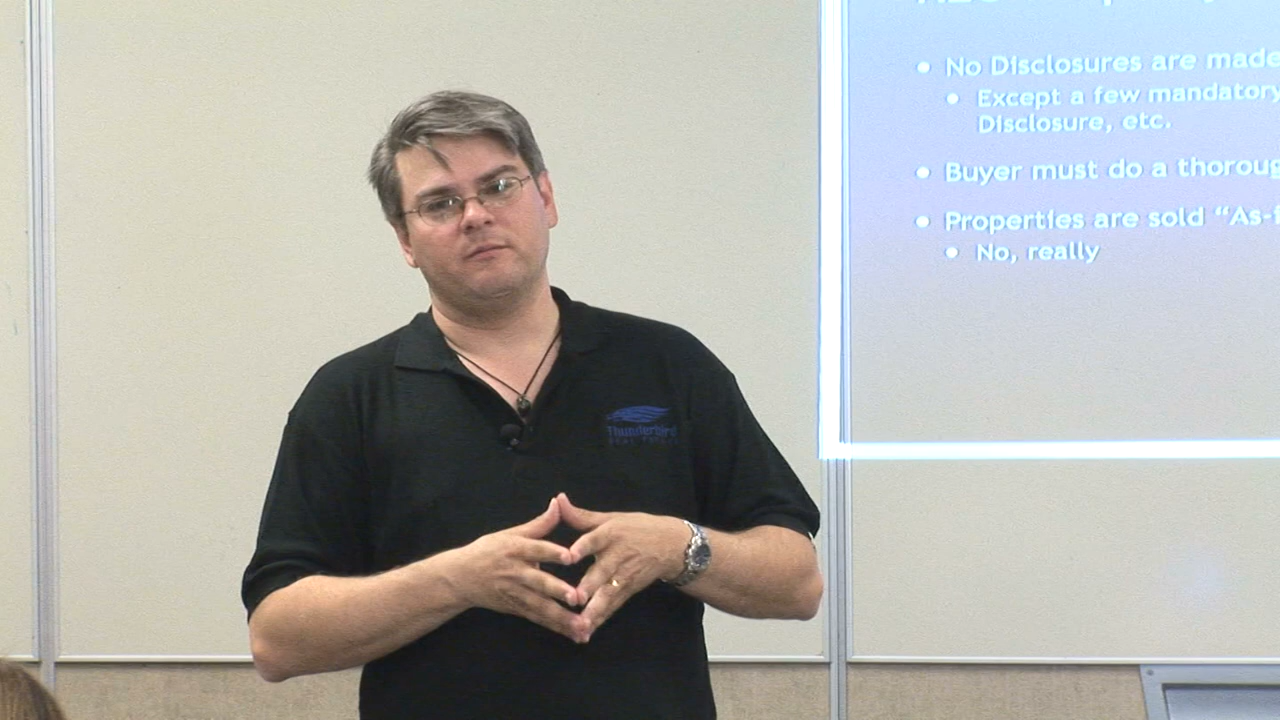 No Disclosures are made
Except a few mandatory
Disclosure, etc.
Buyer must do a thoroug
Properties are sold “As-i
No, really
Thunderbird